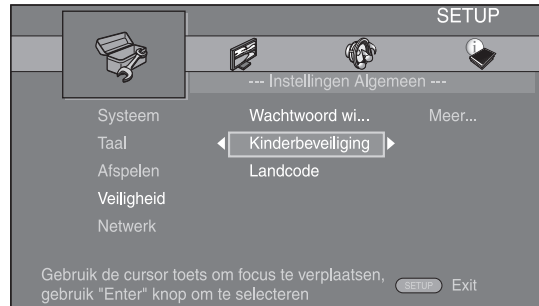 SETUP
--- Instellingen Algemeen ---
Systeem
Wachtwoord wi...
Meer...
Taal
Kinderbeveiliging
Afspelen
Landcode
Veiligheid
Netwerk
Gebruik de cursor toets om focus te verplaatsen,
gebruik "Enter" knop om te selecteren
SETUP Exit